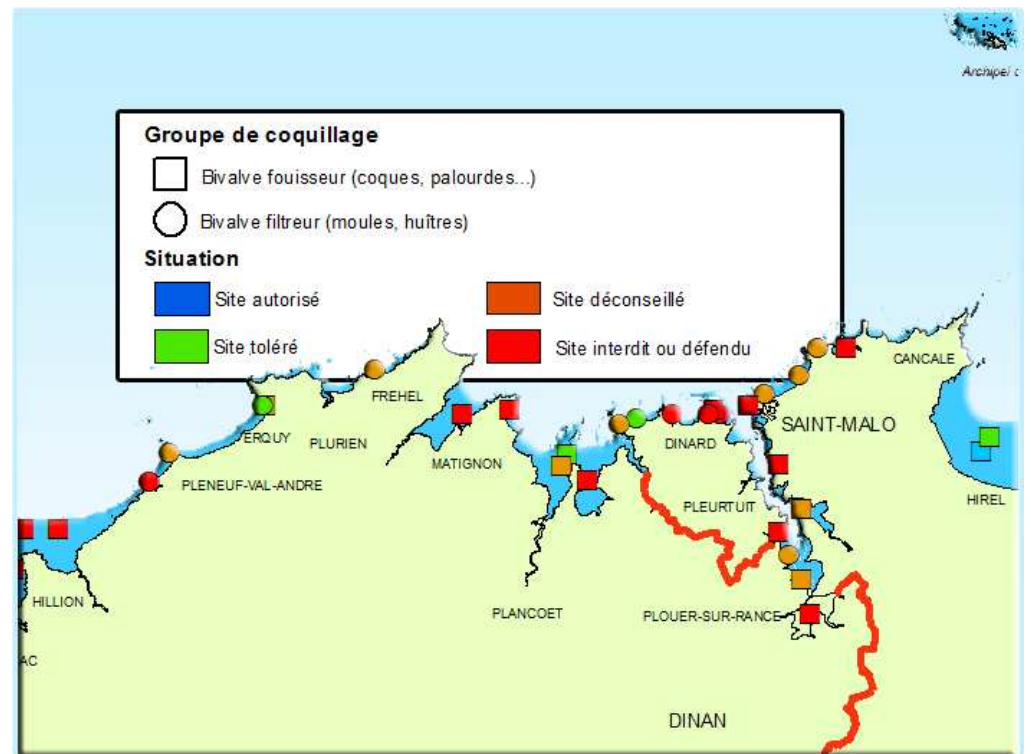 Archipel c
Groupe de coquillage
Bivalve fouisseur (coques, palourdes...)
Bivalve filtreur (moules, huîtres)
Situation
Site autorisé
Site déconseillé
Site toléré
Site interdit ou défendu
CANCALE
FREHEL
SAINT-MALO
ERQUY
PLURIEN
DINARD
MATIGNON
PLENEUF-VAL-ANDRE
HIREL
PLEURTUIT
HILLION
PLANCOET
PLOUER-SUR-RANCE
AC
DINAN